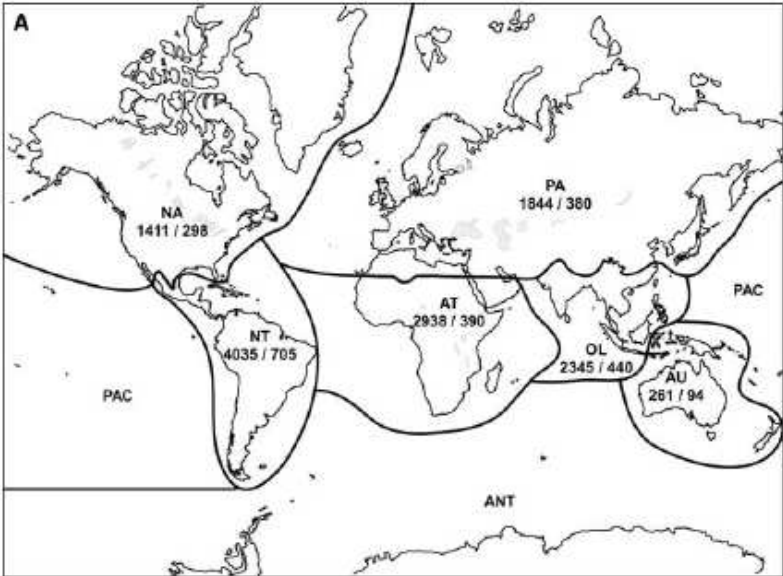 A
NA
1411 / 298
PA
1844 / 380
AT
2938 / 390
PAC
NT
4035 / 705
OL
2345 / 440
AU
261 / 94
PAC
ANT